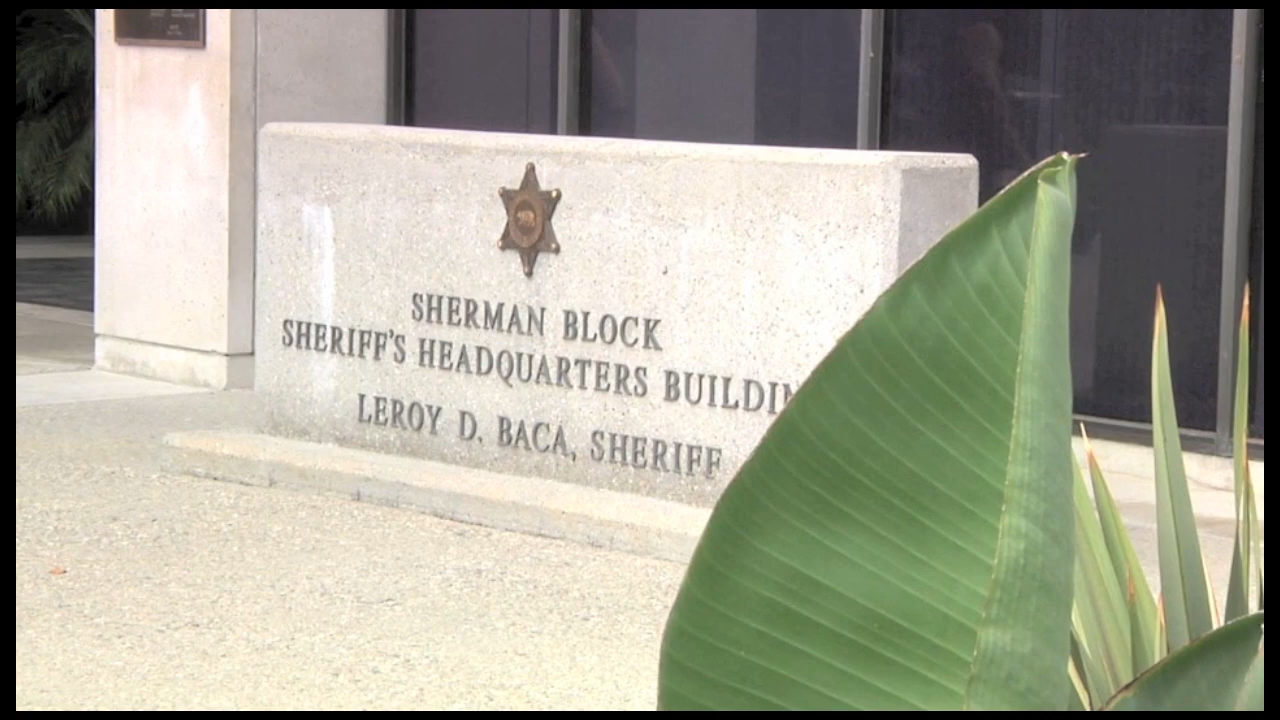 SHERMAN BLOCK
SHERIFF'S HEADQUARTERS BUILDIN
LEROY D. BACA, SHERIFF